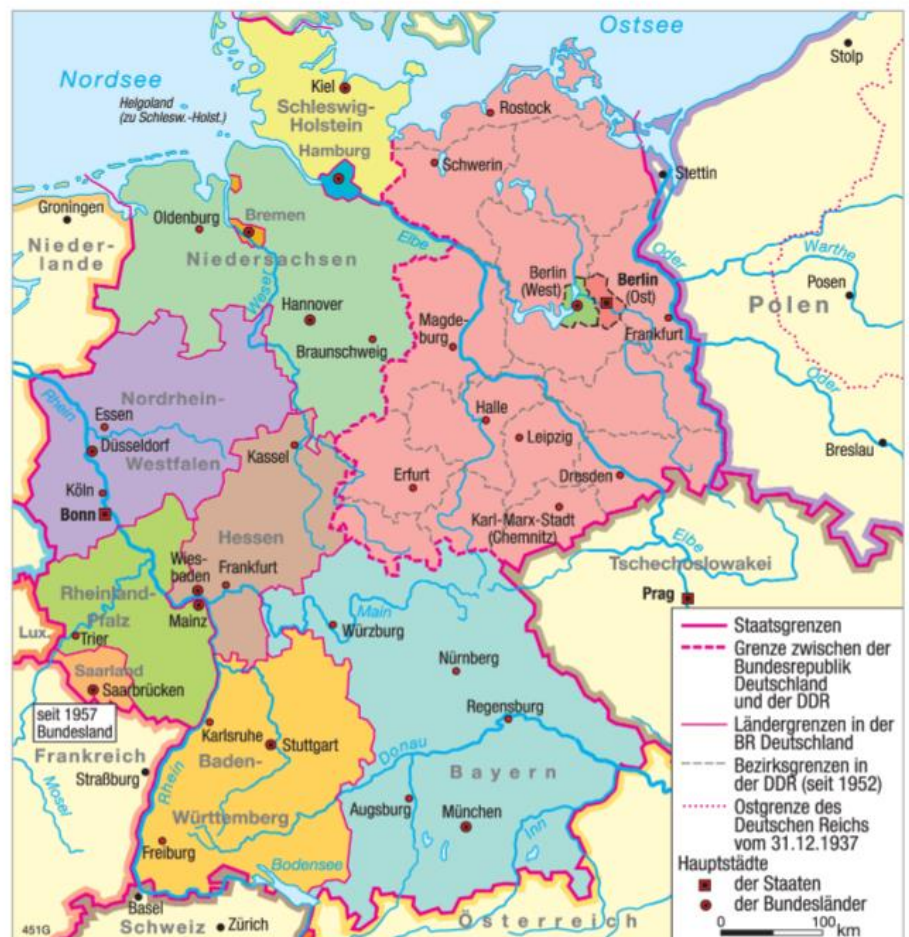 Ostsee
Nordsee
Stolp
Kiel
Helgoland
(zu Schlesw.-Holst.)
Schleswig-
Holstein
Rostock
Hamburg
Schwerin
Stettin
Groningen
Nieder-
lande
Oldenburg
Bremen
Elbe
Niedersachsen
Weser
Oder
Warthe
Berlin
(West)
Berlin
(Ost)
Posen
Polen
Hannover
Magde-
burg
Frankfurt
Braunschweig
Oder
Rhein
Nordrhein-
Westfalen
Essen
Düsseldorf
Halle
Leipzig
Kassel
Breslau
Köln
Erfurt
Dresden
Bonn
Hessen
Karl-Marx-Stadt
(Chemnitz)
Elbe
Tschechoslowakei
Wies-
baden
Frankfurt
Prag
Rheinland-
Pfalz
Mainz
Main
Würzburg
Lux.
Trier
Saarland
Saarbrücken
Nürnberg
seit 1957
Bundesland
Regensburg
Karlsruhe
Stuttgart
Donau
Frankreich
Straßburg
Rhein
Baden-
Württemberg
Bayern
Mosel
Augsburg
München
Inn
Freiburg
Bodensee
Basel
Schweiz
Zürich
Österreich
451G
Staatsgrenzen
Grenze zwischen der
Bundesrepublik
Deutschland
und der DDR
Ländergrenzen in der
BR Deutschland
Bezirksgrenzen in
der DDR (seit 1952)
Ostgrenze des
Deutschen Reichs
vom 31.12.1937
Hauptstädte
der Staaten
der Bundesländer
0 100 km